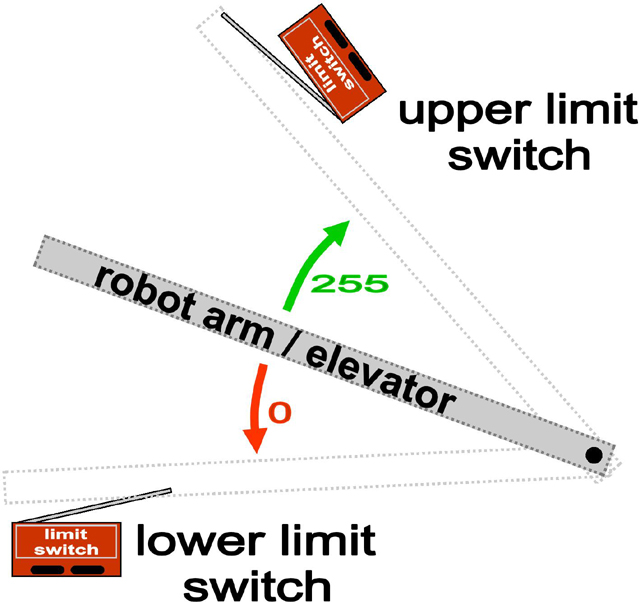 limit
switch
upper limit
switch
255
robot arm / elevator
0
limit
switch
lower limit
switch